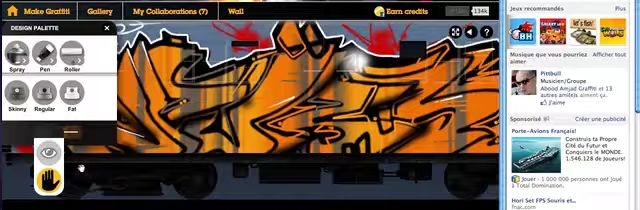 Make Graffiti
Gallery
My Collaborations (7)
Wall
Earn credits
134k
DESIGN PALETTE
Spray
Pen
Roller
Skinny
Regular
Fat
Jeux recommandés
Plus
Musique que vous pourriez
aimer
Afficher tout
Pitbull
Musicien/Groupe
Abood Amjad Graffiti et 13
autres ami(e)s aiment ça.
J'aime
Sponsorisé
Créer une publicité
Porte-Avions Français!
Construis ta Propre
Cité du Futur et
Conquiers le MONDE.
1.546.128 de Joueurs!
Jouer - 1 000 000 personnes ont
joué à Total Domination.
Hori Set FPS Souris et...
fnac.com